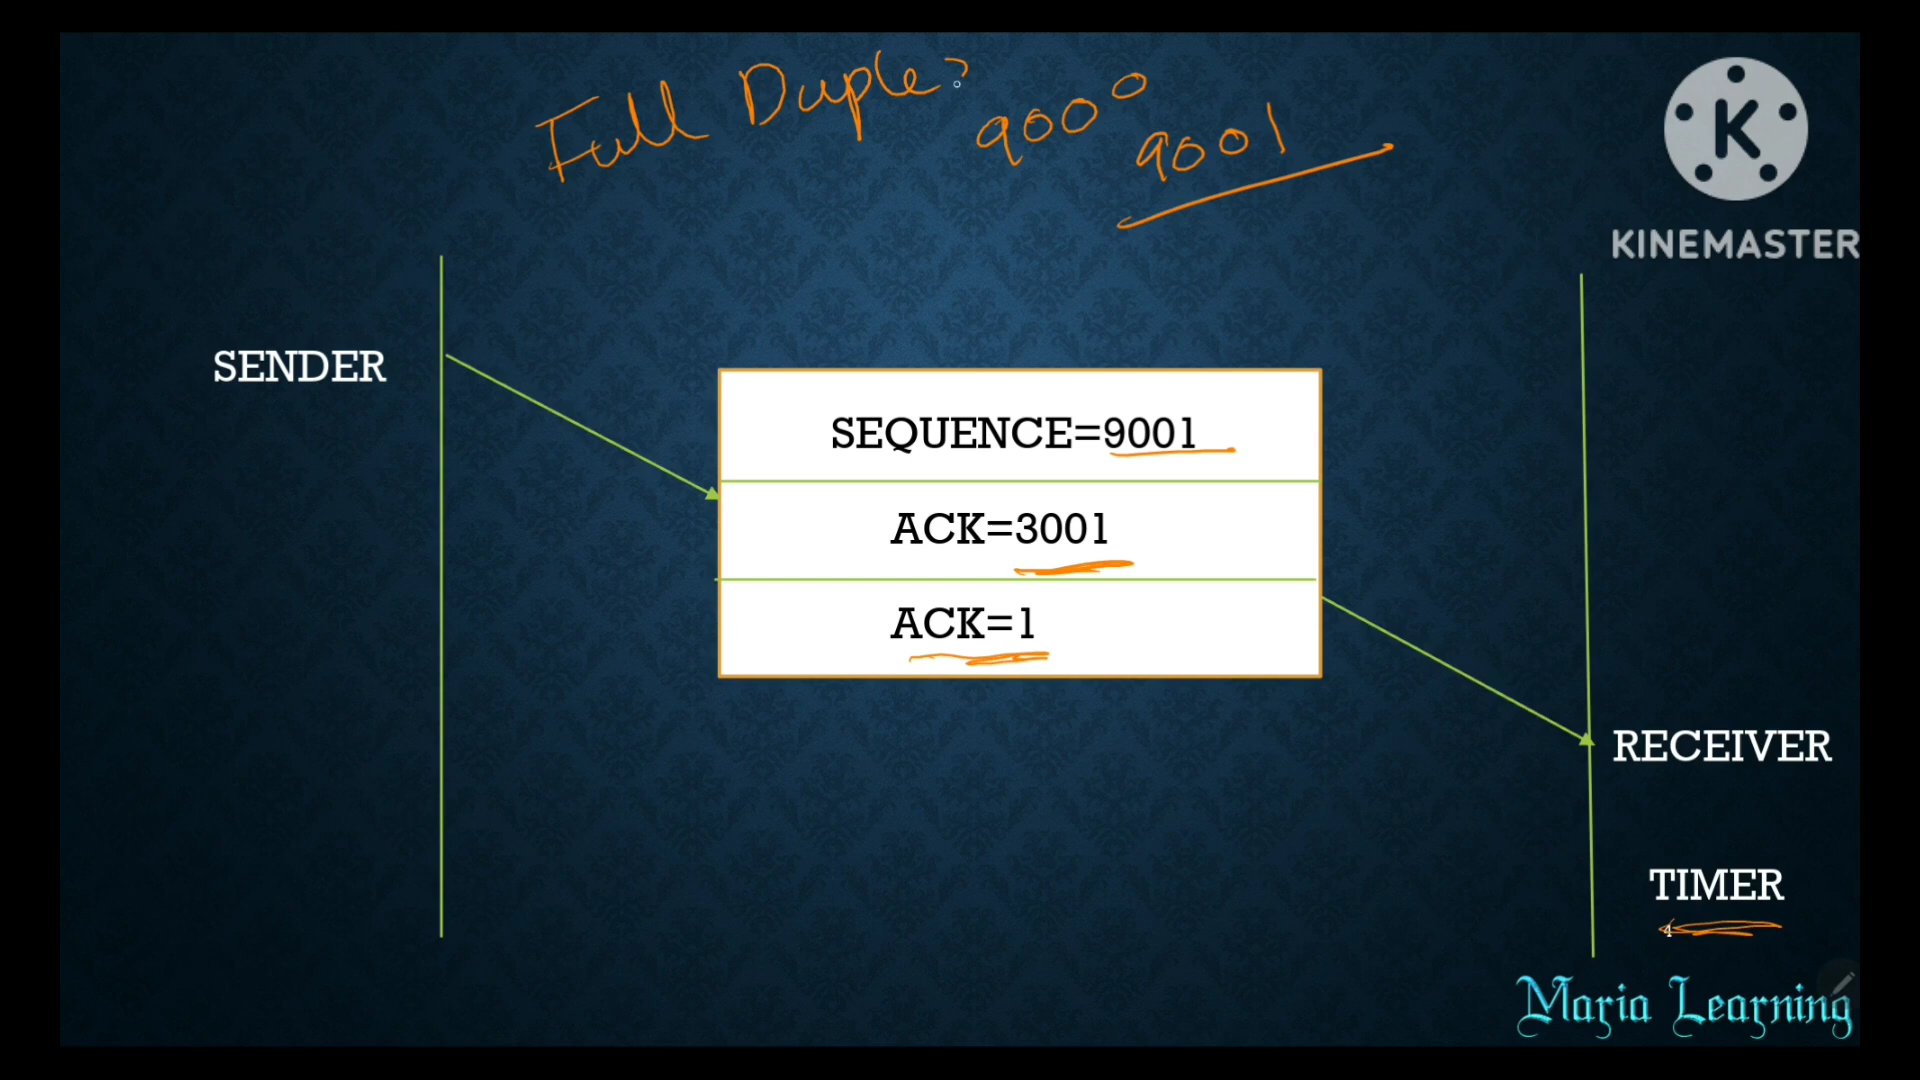 Full Duple
9000
9001
K
KINEMASTER
SENDER
SEQUENCE=9001
ACK=3001
ACK=1
RECEIVER
TIMER
Maria Learning